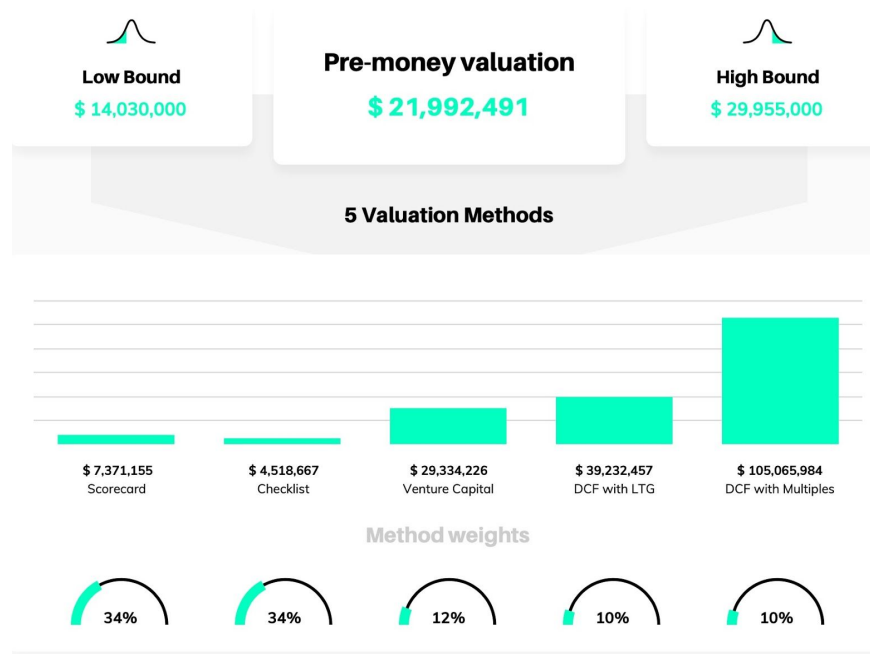 Low Bound
$ 14,030,000
Pre-money valuation
$ 21,992,491
High Bound
$ 29,955,000
5 Valuation Methods
$ 7,371,155
Scorecard
$ 4,518,667
Checklist
$ 29,334,226
Venture Capital
$ 39,232,457
DCF with LTG
$ 105,065,984
DCF with Multiples
Method weights
34%
34%
12%
10%
10%